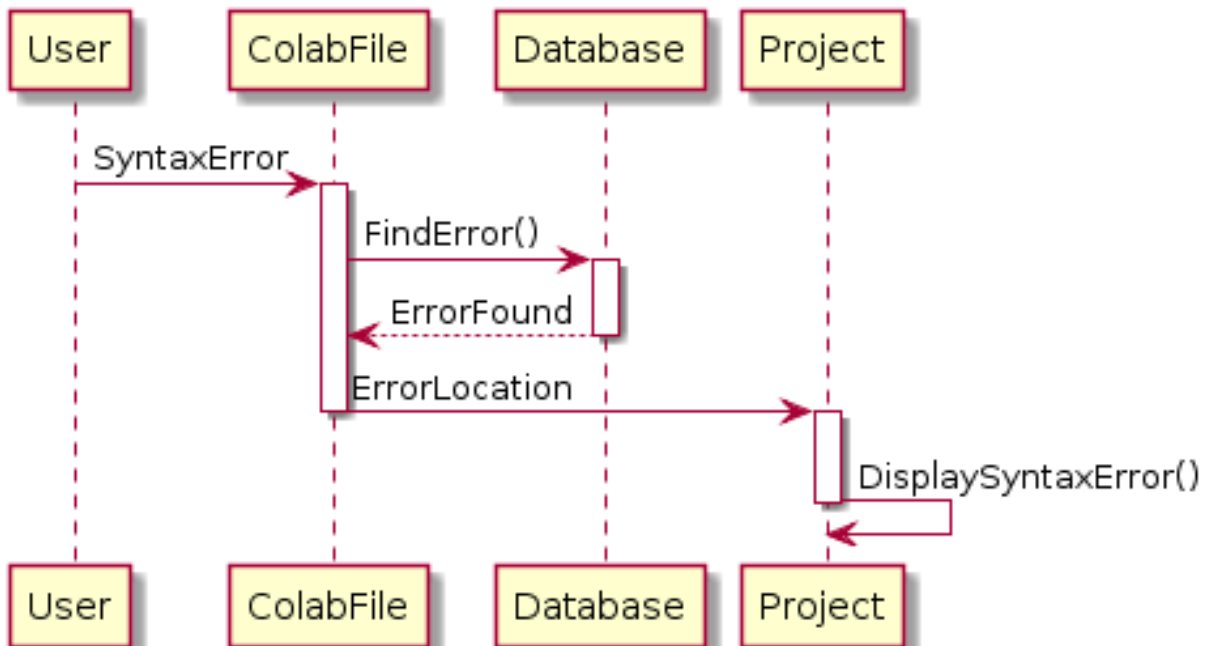 User ColabFile Database Project
SyntaxError
FindError()
ErrorFound
ErrorLocation
DisplaySyntaxError()
User ColabFile Database Project